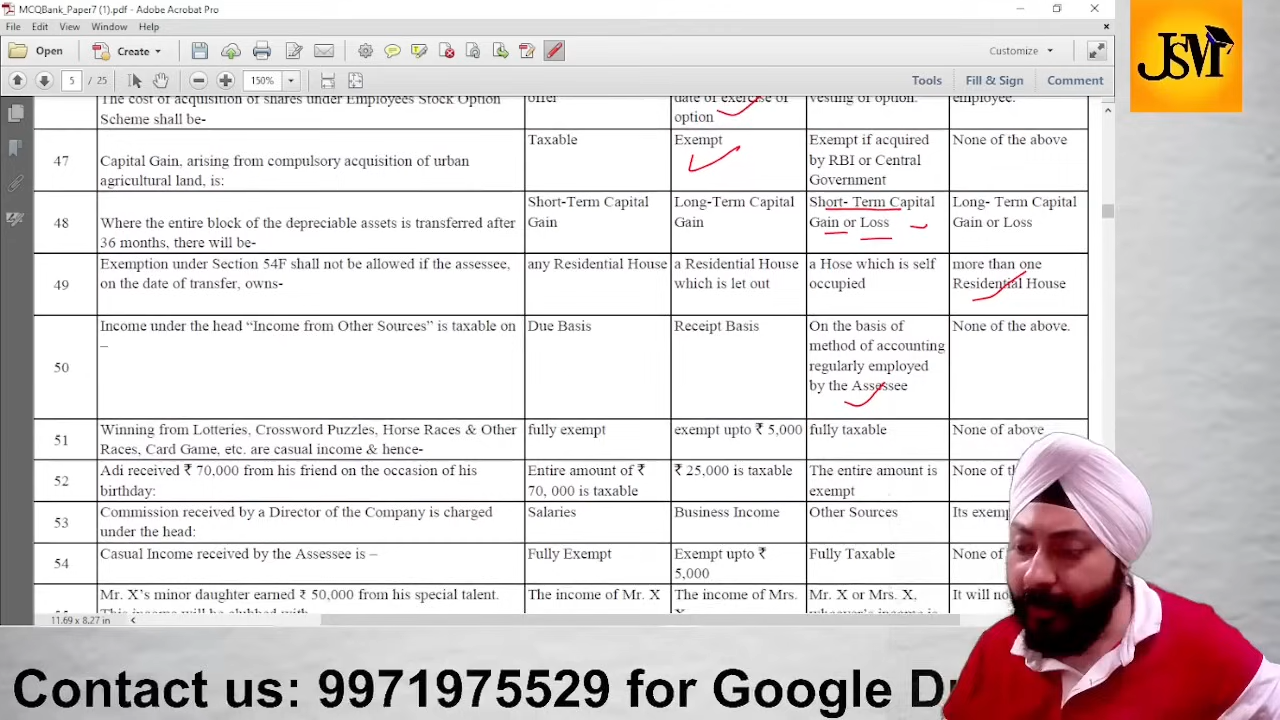 MCQBank_Paper7 (1).pdf - Adobe Acrobat Pro
File Edit View Window Help
Open Create Customize
5 / 25 150% Tools Fill & Sign Comment
JSM
The cost of acquisition of shares under Employees Stock Option
Scheme shall be-
offer
date of exercise of
option
vesting of option.
employee.
47
Capital Gain, arising from compulsory acquisition of urban
agricultural land, is:
Taxable
Exempt
Exempt if acquired
by RBI or Central
Government
None of the above
48
Where the entire block of the depreciable assets is transferred after
36 months, there will be-
Short-Term Capital
Gain
Long-Term Capital
Gain
Short- Term Capital
Gain or Loss
Long- Term Capital
Gain or Loss
49
Exemption under Section 54F shall not be allowed if the assessee,
on the date of transfer, owns-
any Residential House
a Residential House
which is let out
a Hose which is self
occupied
more than one
Residential House
50
Income under the head “Income from Other Sources” is taxable on
–
Due Basis
Receipt Basis
On the basis of
method of accounting
regularly employed
by the Assessee
None of the above.
51
Winning from Lotteries, Crossword Puzzles, Horse Races & Other
Races, Card Game, etc. are casual income & hence-
fully exempt
exempt upto ₹ 5,000
fully taxable
None of above
52
Adi received ₹ 70,000 from his friend on the occasion of his
birthday:
Entire amount of ₹
70, 000 is taxable
₹ 25,000 is taxable
The entire amount is
exempt
None of
53
Commission received by a Director of the Company is charged
under the head:
Salaries
Business Income
Other Sources
Its
54
Casual Income received by the Assessee is –
Fully Exempt
Exempt upto ₹
5,000
Fully Taxable
None of
Mr. X’s minor daughter earned ₹ 50,000 from his special talent.
This income will be clubbed with
The income of Mr. X
The income of Mrs.
X
Mr. X or Mrs. X,
whoever's income is
It will
11.69 x 8.27 in
Contact us: 9971975529 for Google